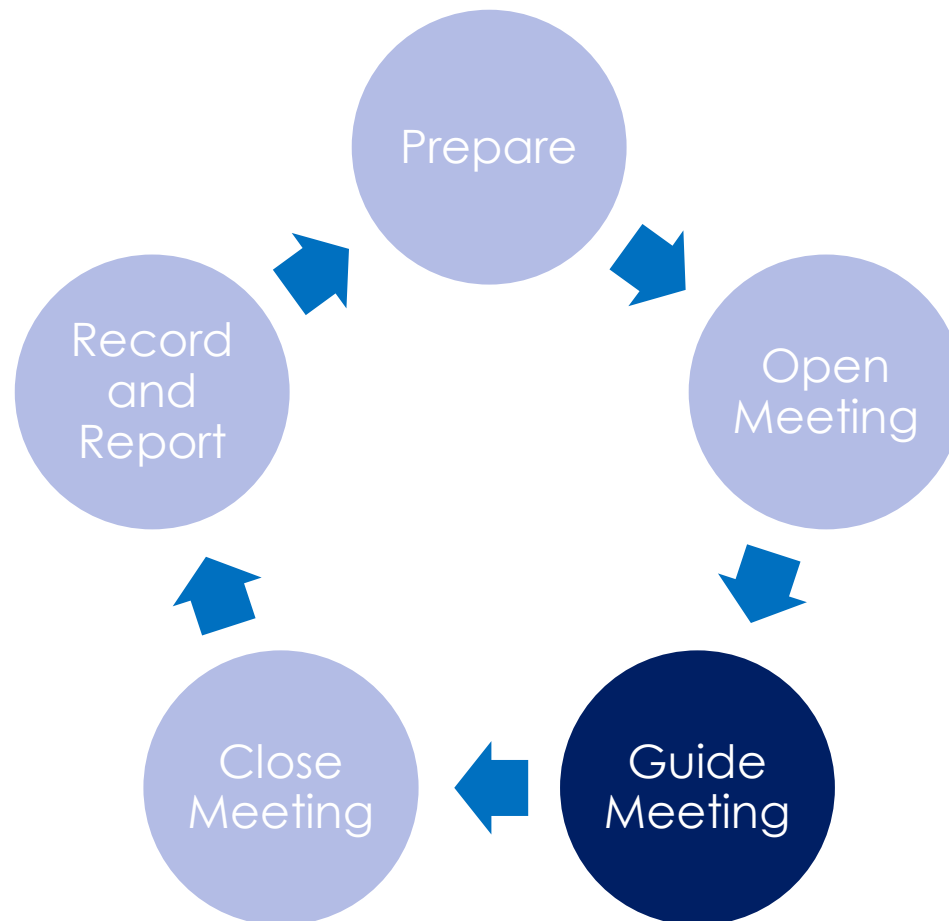 Prepare
Open
Meeting
Guide
Meeting
Close
Meeting
Record
and
Report